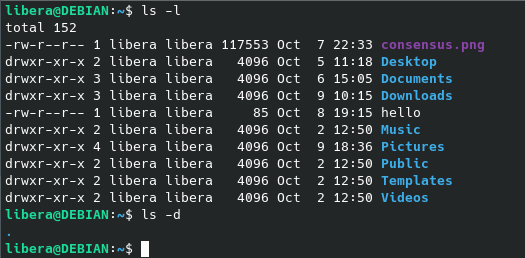 libera@DEBIAN:~$ ls -l
total 152
-rw-r--r-- 1 libera libera 117553 Oct  7 22:33 consensus.png
drwxr-xr-x 2 libera libera   4096 Oct  5 11:18 Desktop
drwxr-xr-x 3 libera libera   4096 Oct  6 15:05 Documents
drwxr-xr-x 3 libera libera   4096 Oct  9 10:15 Downloads
-rw-r--r-- 1 libera libera     85 Oct  8 19:15 hello
drwxr-xr-x 2 libera libera   4096 Oct  2 12:50 Music
drwxr-xr-x 4 libera libera   4096 Oct  9 18:36 Pictures
drwxr-xr-x 2 libera libera   4096 Oct  2 12:50 Public
drwxr-xr-x 2 libera libera   4096 Oct  2 12:50 Templates
drwxr-xr-x 2 libera libera   4096 Oct  2 12:50 Videos
libera@DEBIAN:~$ ls -d
.
libera@DEBIAN:~$